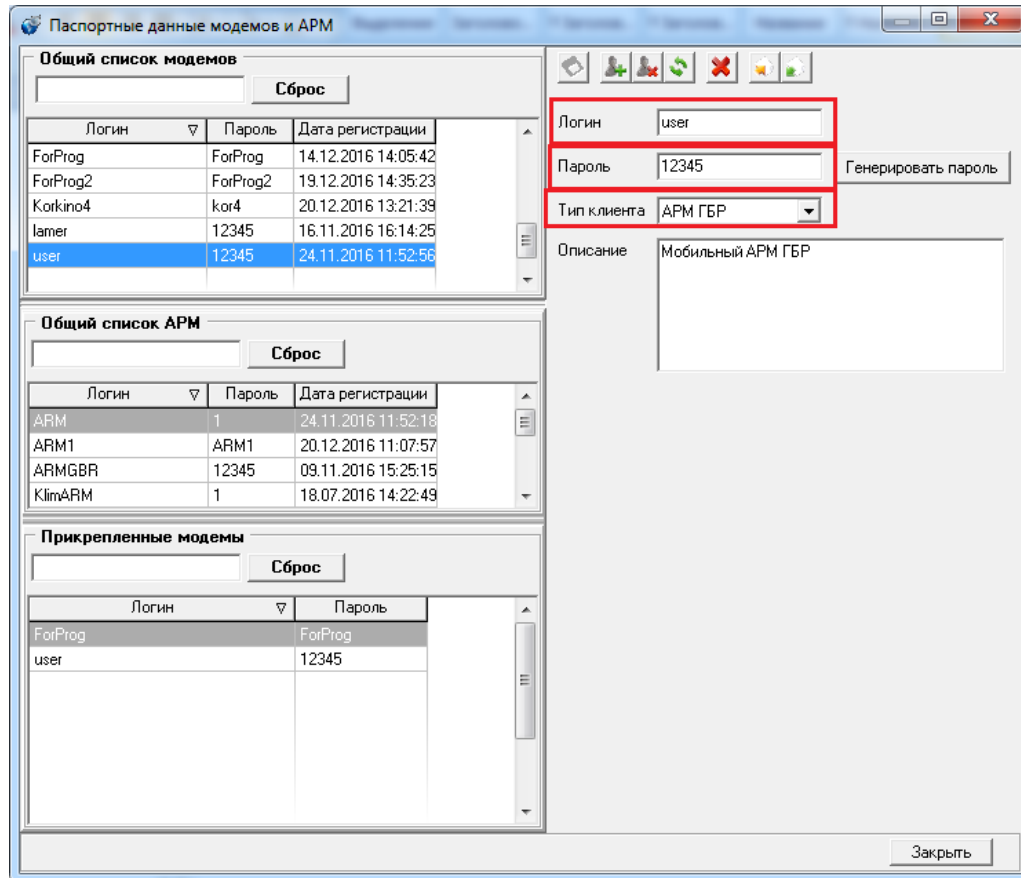 Паспортные данные модемов и АРМ
Общий список модемов
Сброс
Логин Пароль Дата регистрации
ForProg ForProg 14.12.2016 14:05:42
ForProg2 ForProg2 19.12.2016 14:35:23
Korkino4 kor4 20.12.2016 13:21:39
lamer 12345 16.11.2016 16:14:25
user 12345 24.11.2016 11:52:56
Общий список АРМ
Сброс
Логин Пароль Дата регистрации
ARM 1 24.11.2016 11:52:18
ARM1 ARM1 20.12.2016 11:07:57
ARMGBR 12345 09.11.2016 15:25:15
KlimARM 1 18.07.2016 14:22:49
Прикрепленные модемы
Сброс
Логин Пароль
ForProg ForProg
user 12345
Логин user
Пароль 12345 Генерировать пароль
Тип клиента АРМ ГБР
Описание Мобильный АРМ ГБР
Закрыть